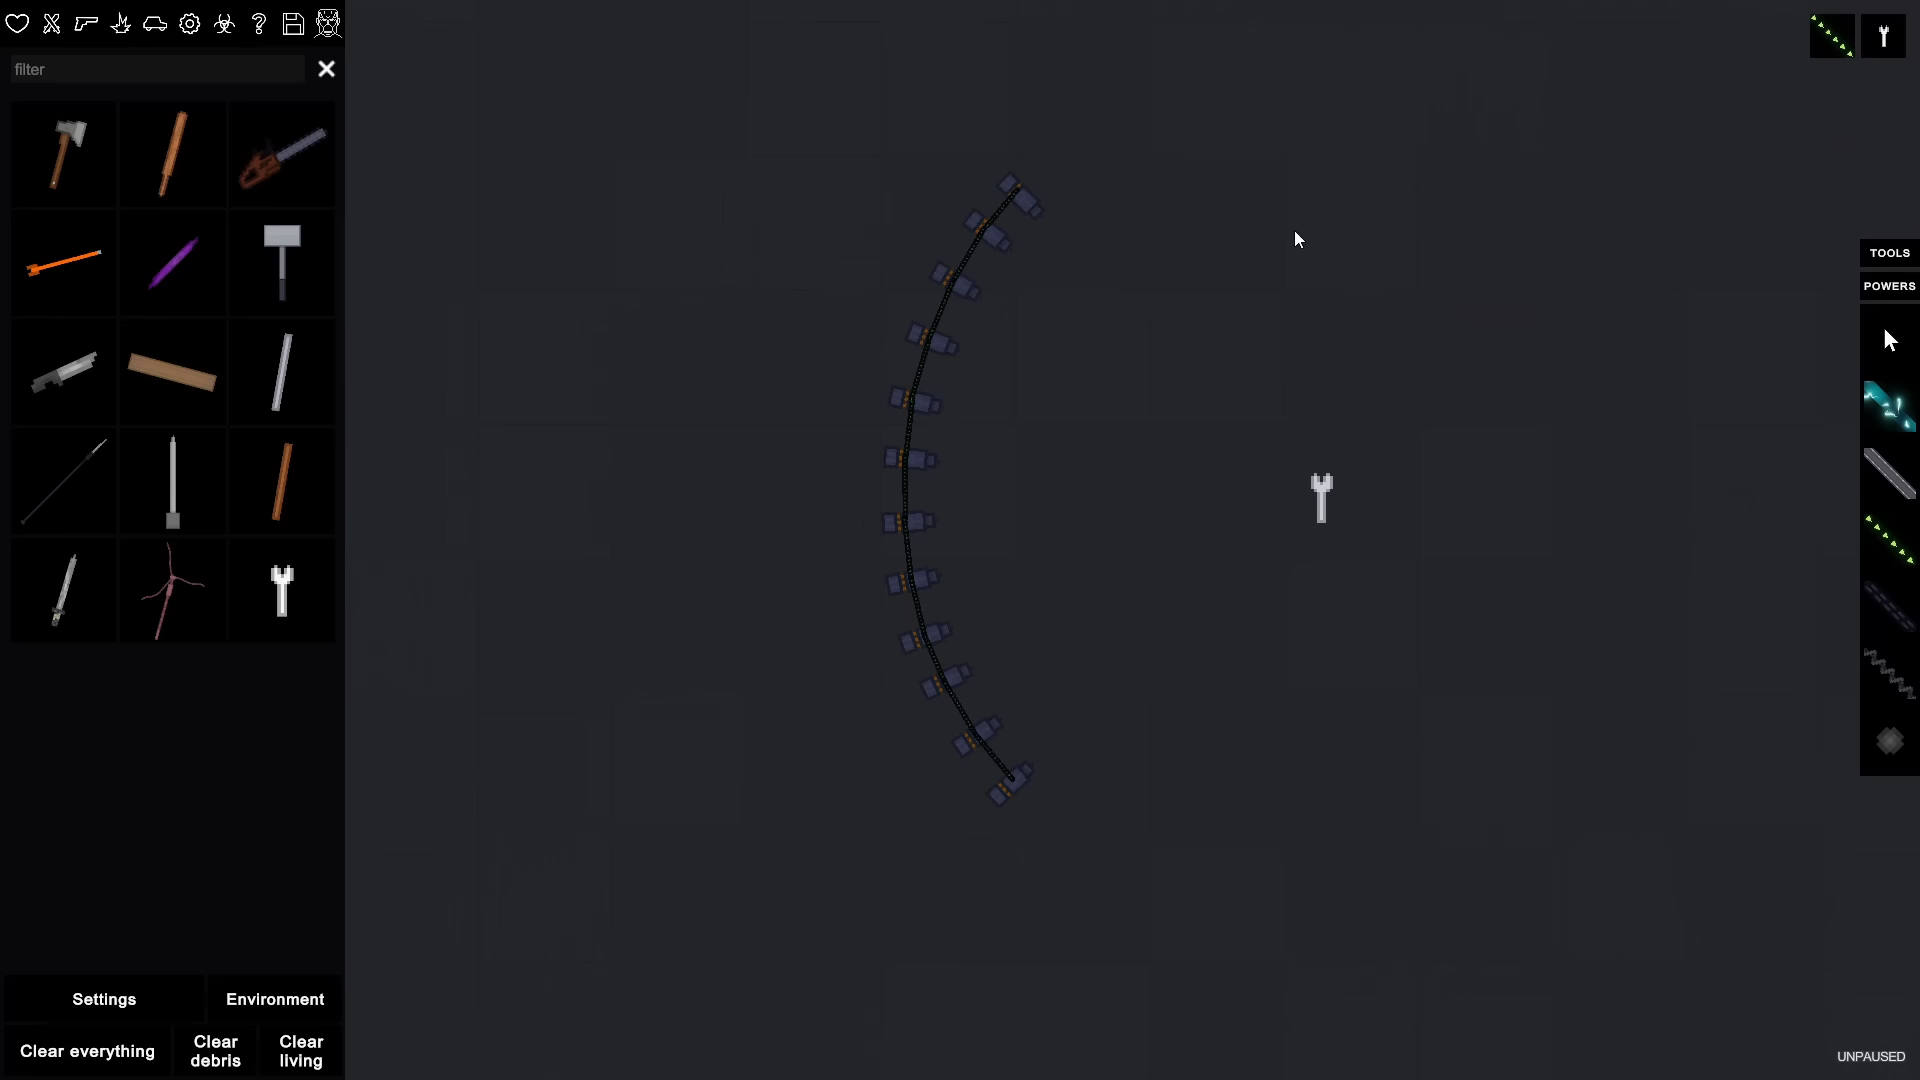 filter
TOOLS
POWERS
Settings
Environment
Clear everything
Clear
debris
Clear
living
UNPAUSED